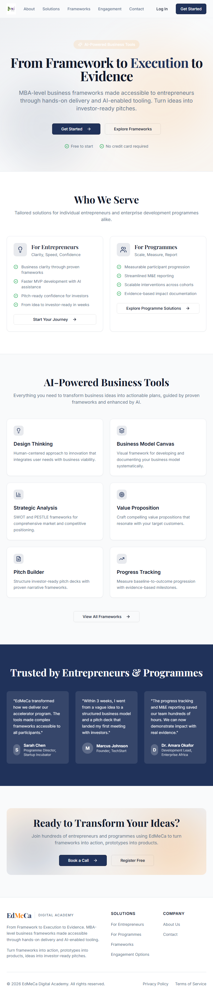 About
Solutions
Frameworks
Engagement
Contact
Log In
Get Started
AI-Powered Business Tools
From Framework to Execution to
Evidence
MBA-level business frameworks made accessible to entrepreneurs
through hands-on delivery and AI-enabled tooling. Turn ideas into
investor-ready pitches.
Get Started
Explore Frameworks
Free to start
No credit card required
Who We Serve
Tailored solutions for individual entrepreneurs and enterprise development programmes
alike.
For Entrepreneurs
Clarity, Speed, Confidence
Business clarity through proven
frameworks
Faster MVP development with AI
assistance
Pitch-ready confidence for investors
From idea to investor-ready in weeks
Start Your Journey
For Programmes
Scale, Measure, Report
Measurable participant progression
Streamlined M&E reporting
Scalable interventions across cohorts
Evidence-based impact documentation
Explore Programme Solutions
AI-Powered Business Tools
Everything you need to transform business ideas into actionable plans, guided by proven
frameworks and enhanced by AI.
Design Thinking
Human-centered approach to innovation that
integrates user needs with business viability.
Business Model Canvas
Visual framework for developing and
documenting your business model
systematically.
Strategic Analysis
SWOT and PESTLE frameworks for
comprehensive market and competitive
positioning.
Value Proposition
Craft compelling value propositions that
resonate with your target customers.
Pitch Builder
Structure investor-ready pitch decks with
proven narrative frameworks.
Progress Tracking
Measure baseline-to-outcome progression
with evidence-based milestones.
View All Frameworks
Trusted by Entrepreneurs & Programmes
"EdMeCa transformed
how we deliver our
accelerator program. The
tools made complex
frameworks accessible to
all participants."
S
Sarah Chen
Programme Director,
Startup Incubator
"Within 3 weeks, I went
from a vague idea to a
structured business model
and a pitch deck that
landed my first meeting
with investors."
M
Marcus Johnson
Founder, TechStart
"The progress tracking
and M&E reporting saved
our team hundreds of
hours. We can now
demonstrate impact with
real evidence."
D
Dr. Amara Okafor
Development Lead,
Enterprise Africa
Ready to Transform Your Ideas?
Join hundreds of entrepreneurs and programmes using EdMeCa to turn
frameworks into action, prototypes into products.
Book a Call
Register Free
EdMeCa
DIGITAL ACADEMY
From Framework to Execution to Evidence. MBA-
level business frameworks made accessible
through hands-on delivery and AI-enabled tooling.
Turn frameworks into action, prototypes into
products, ideas into investor-ready pitches.
SOLUTIONS
For Entrepreneurs
For Programmes
Frameworks
Engagement Options
COMPANY
About Us
Contact
© 2026 EdMeCa Digital Academy. All rights reserved.
Privacy Policy
Terms of Service